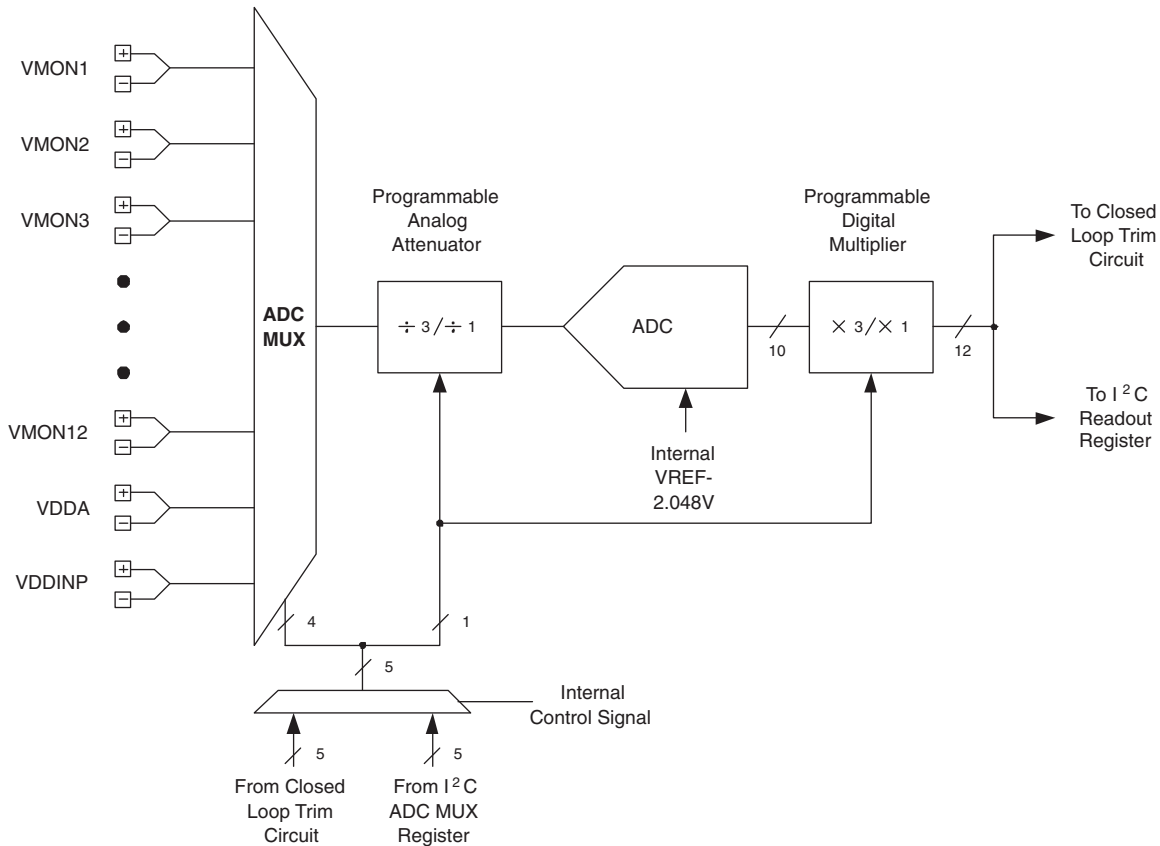 VMON1
+
−
VMON2
+
−
VMON3
+
−
VMON12
+
−
VDDA
+
−
VDDINP
+
−
ADC
MUX
Programmable
Analog
Attenuator
÷ 3 / ÷ 1
ADC
10
Internal
VREF-
2.048V
Programmable
Digital
Multiplier
× 3 / × 1
12
To Closed
Loop Trim
Circuit
To I²C
Readout
Register
4
1
5
Internal
Control Signal
5
5
From Closed
Loop Trim
Circuit
From I²C
ADC MUX
Register